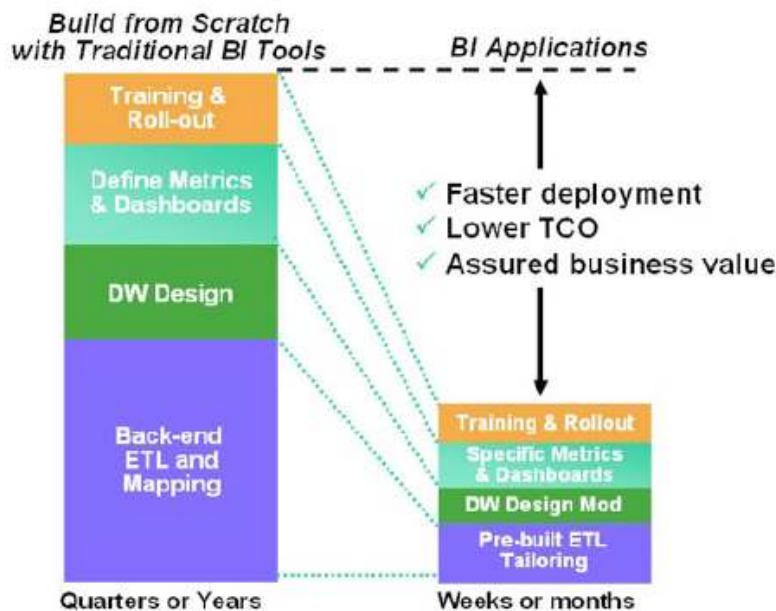 Build from Scratch
with Traditional BI Tools
BI Applications
Training &
Roll-out
Define Metrics
& Dashboards
DW Design
Back-end
ETL and
Mapping
Quarters or Years
✓ Faster deployment
✓ Lower TCO
✓ Assured business value
Training & Rollout
Specific Metrics
& Dashboards
DW Design Mod
Pre-built ETL
Tailoring
Weeks or months